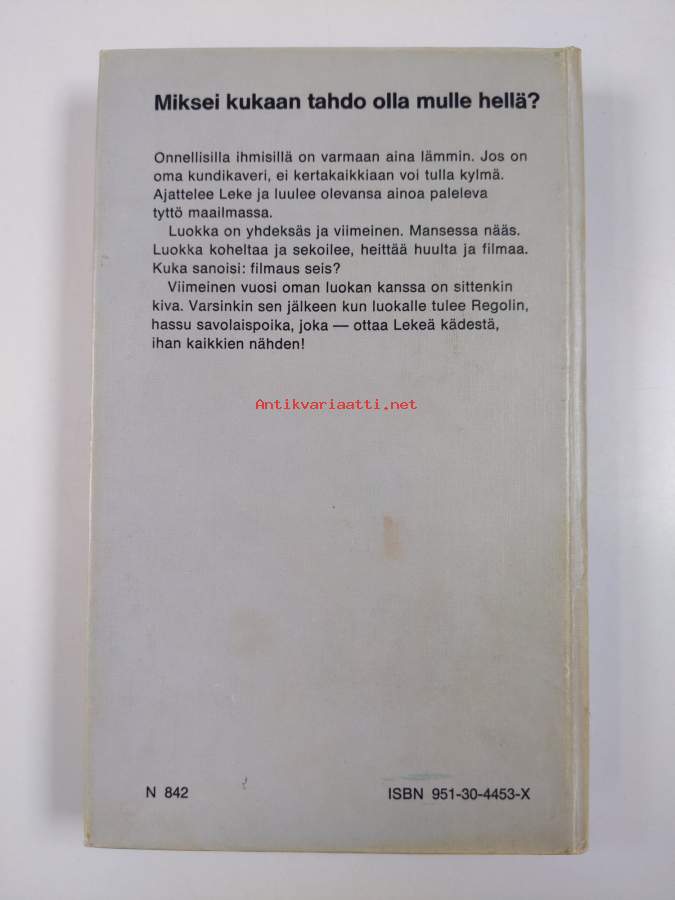 Miksei kukaan tahdo olla mulle hellä?
Onnellisilla ihmisillä on varmaan aina lämmin. Jos on
oma kundikaveri, ei kertakaikkiaan voi tulla kylmä.
Ajattelee Leke ja luulee olevansa ainoa paleleva
tyttö maailmassa.
Luokka on yhdeksäs ja viimeinen. Mansessa nääs.
Luokka koheltaa ja sekoilee, heittää huulta ja filmaa.
Kuka sanoisi: filmaus seis?
Viimeinen vuosi oman luokan kanssa on sittenkin
kiva. Varsinkin sen jälkeen kun luokalle tulee Regolin,
hassu savolaispoika, joka — ottaa Lekeä kädestä,
ihan kaikkien nähden!
Antikvariaatti.net
N 842
ISBN 951-30-4453-X